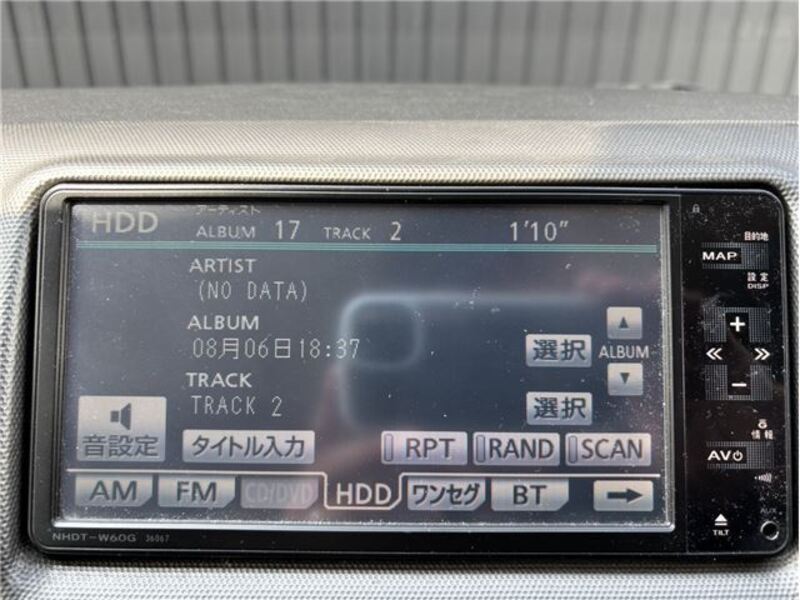 アーティスト
HDD ALBUM 17 TRACK 2 1'10"
ARTIST
(NO DATA)
ALBUM
08月06日18:37
選択 ALBUM
TRACK
TRACK 2
選択
音設定
タイトル入力 RPT RAND SCAN
AM FM CD/DVD HDD ワンセグ BT
NHDT-W60G 36067
目的地
MAP
設定
DISP
情報
AV
TILT
AUX